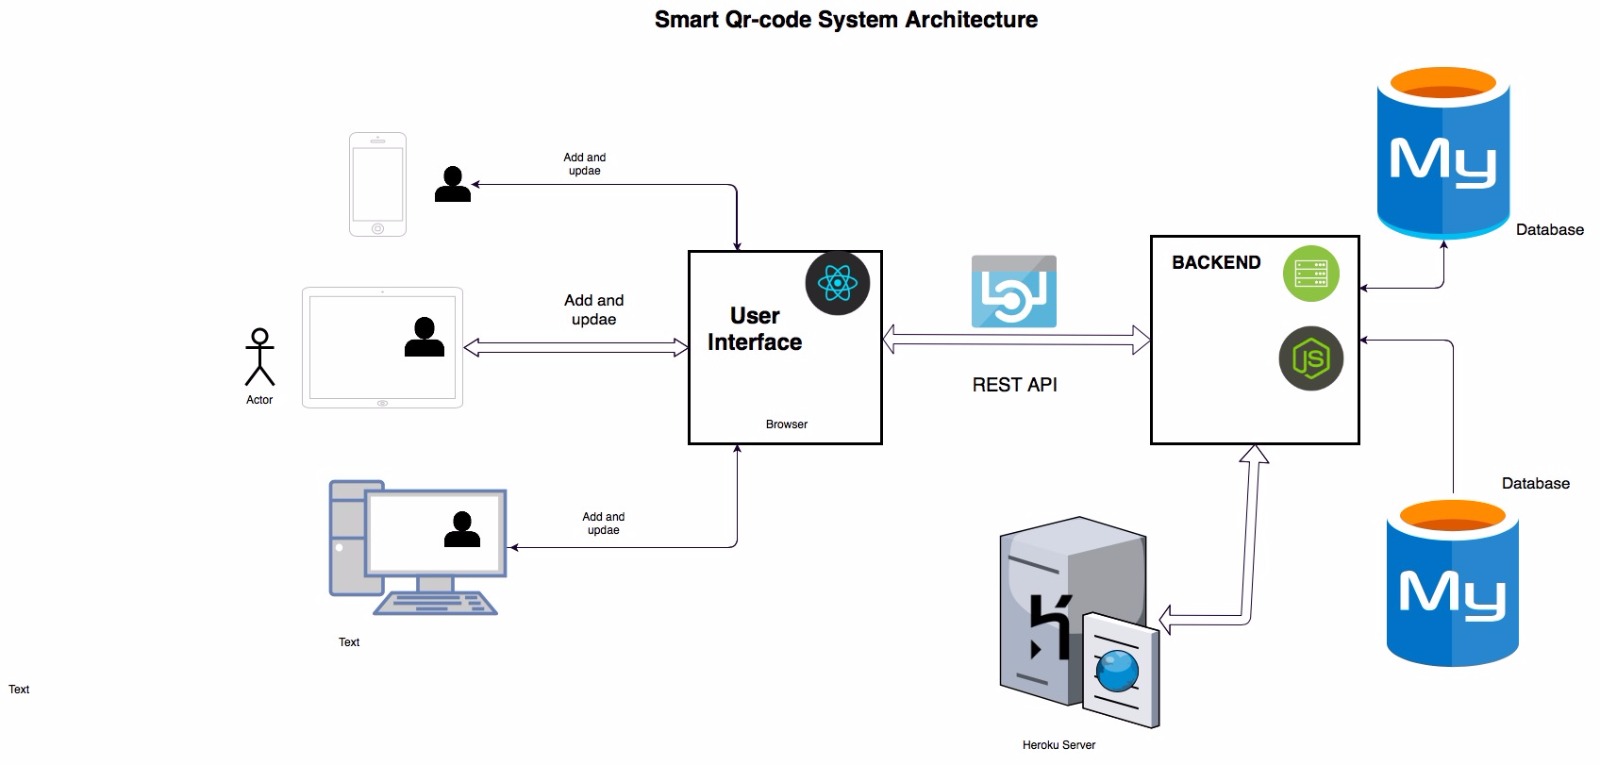 Smart Qr-code System Architecture
My
Database
Add and
updae
BACKEND
User
Interface
Add and
updae
JS
Actor
REST API
Browser
Database
Add and
updae
My
Text
Text
Heroku Server